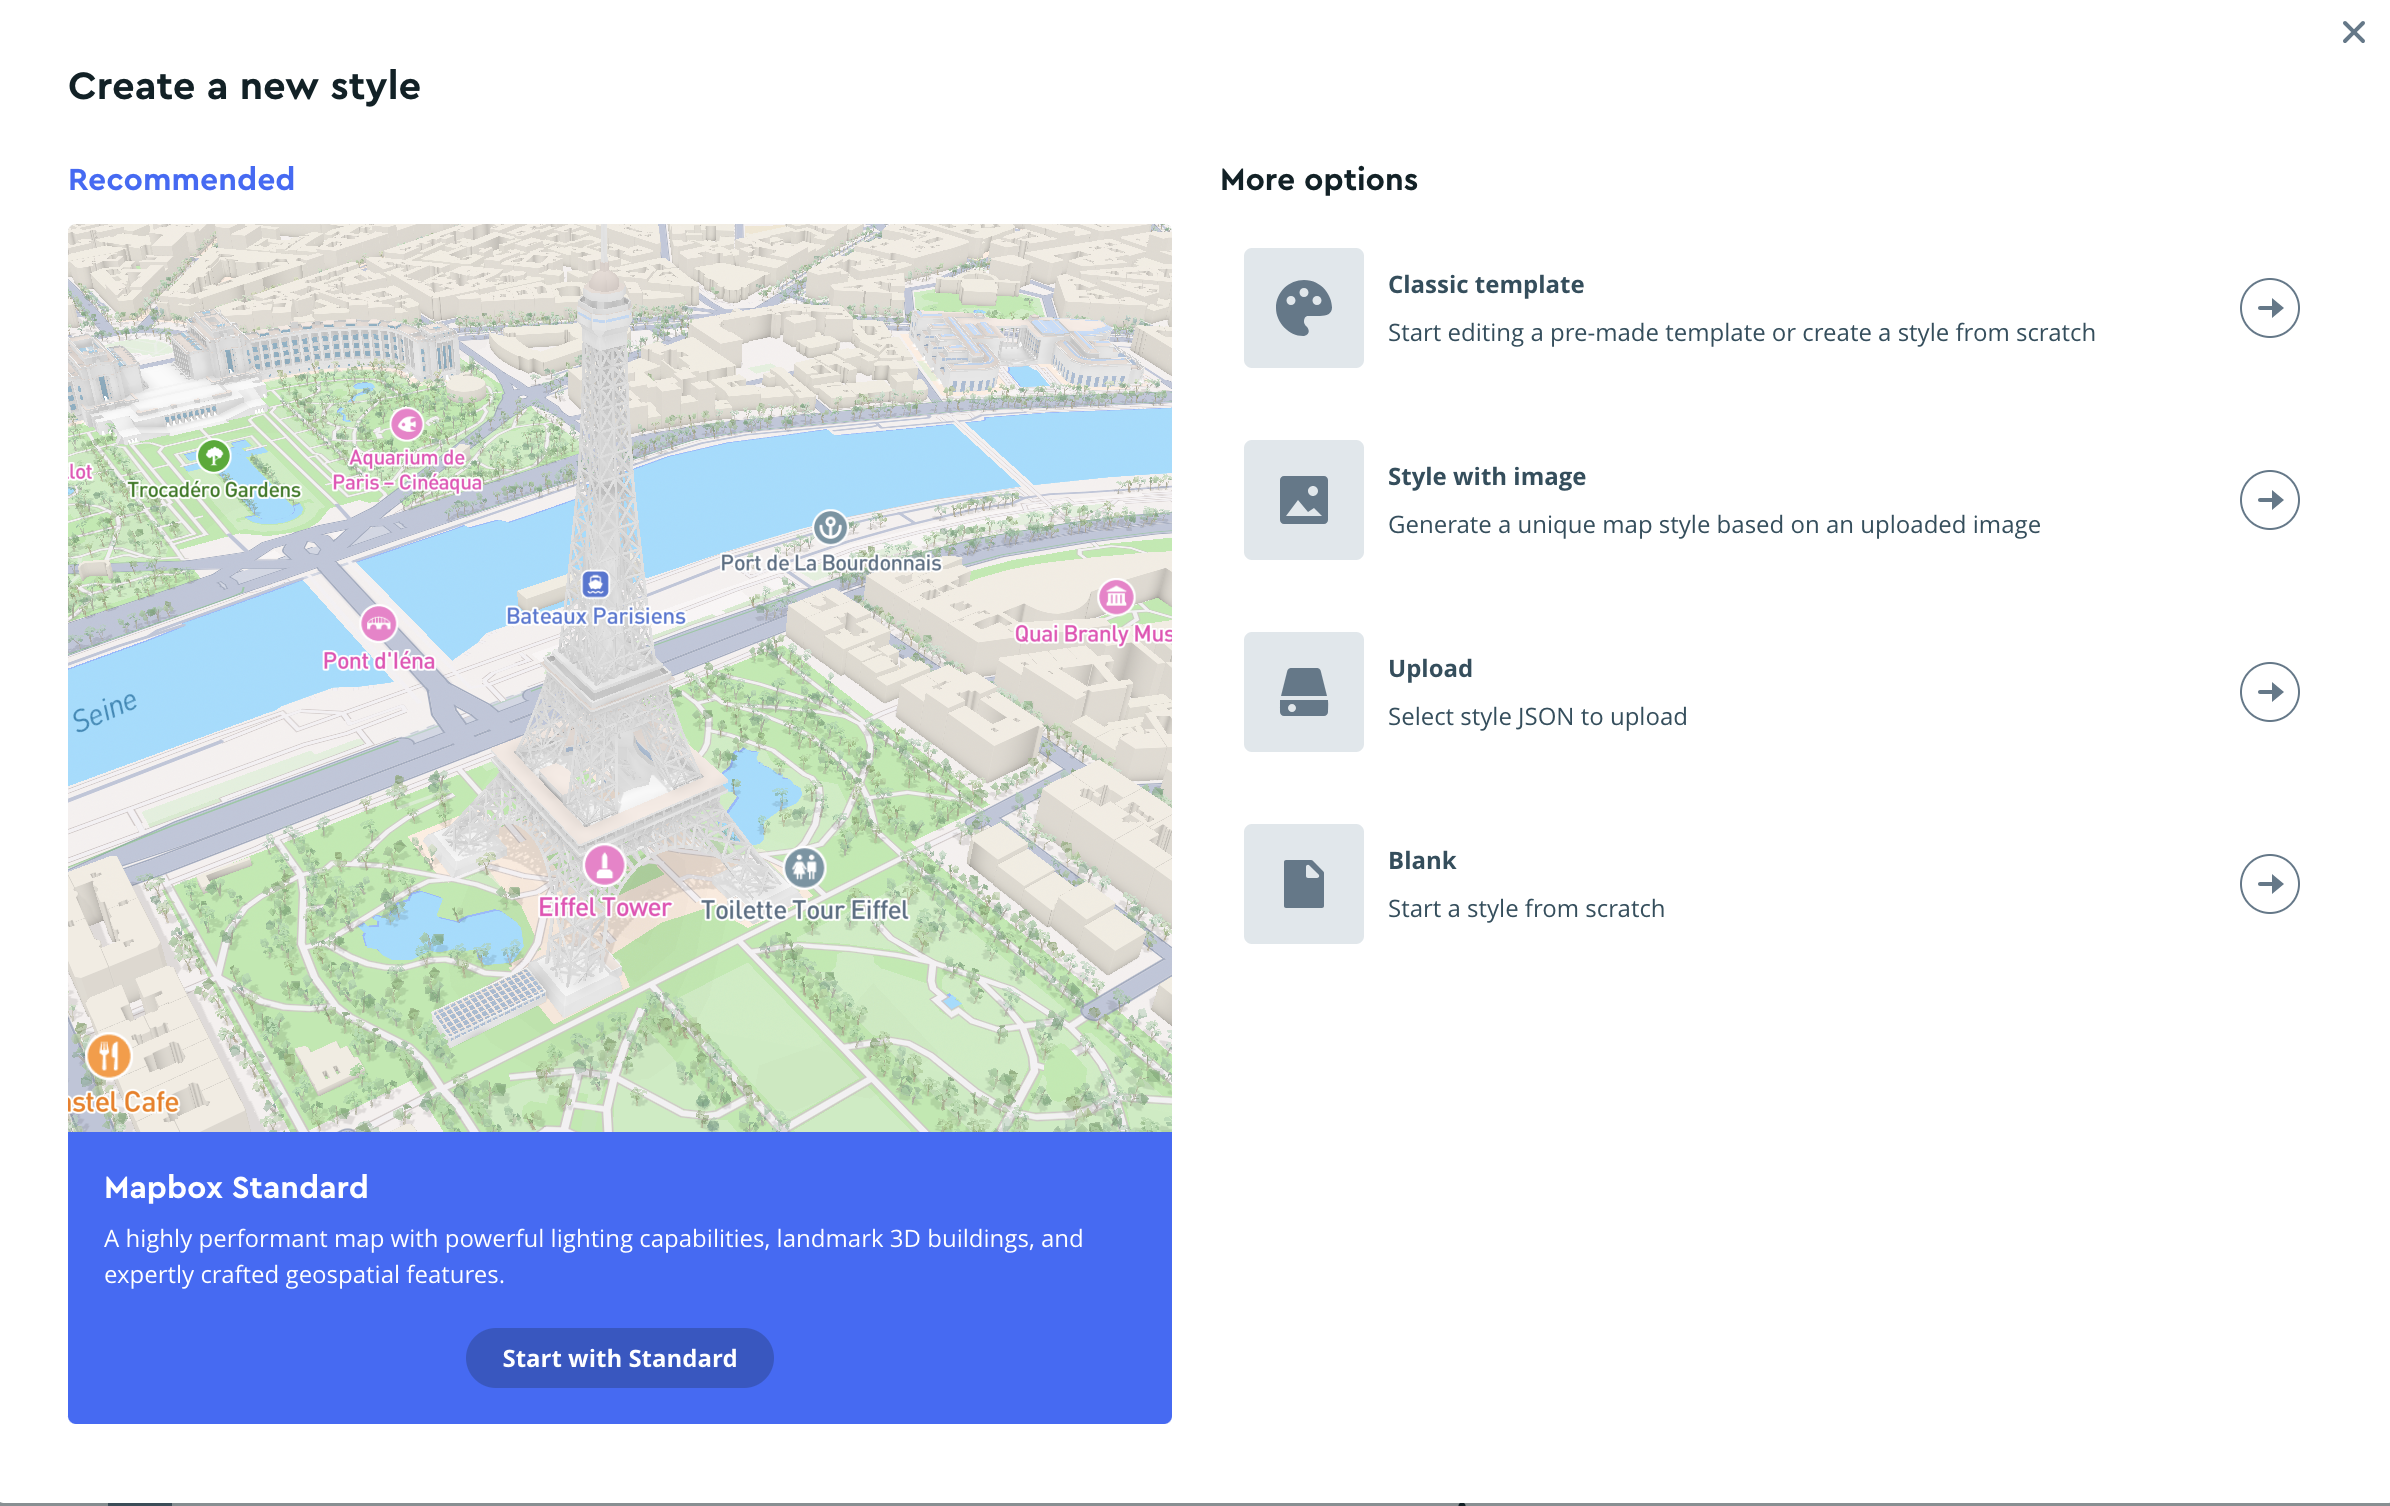 Create a new style
Recommended
lot
Trocadéro Gardens
Aquarium de
Paris – Cinéaqua
Port de La Bourdonnais
Bateaux Parisiens
Quai Branly Mus
Pont d'Iéna
Seine
Eiffel Tower
Toilette Tour Eiffel
astel Cafe
Mapbox Standard
A highly performant map with powerful lighting capabilities, landmark 3D buildings, and
expertly crafted geospatial features.
Start with Standard
More options
Classic template
Start editing a pre-made template or create a style from scratch
Style with image
Generate a unique map style based on an uploaded image
Upload
Select style JSON to upload
Blank
Start a style from scratch